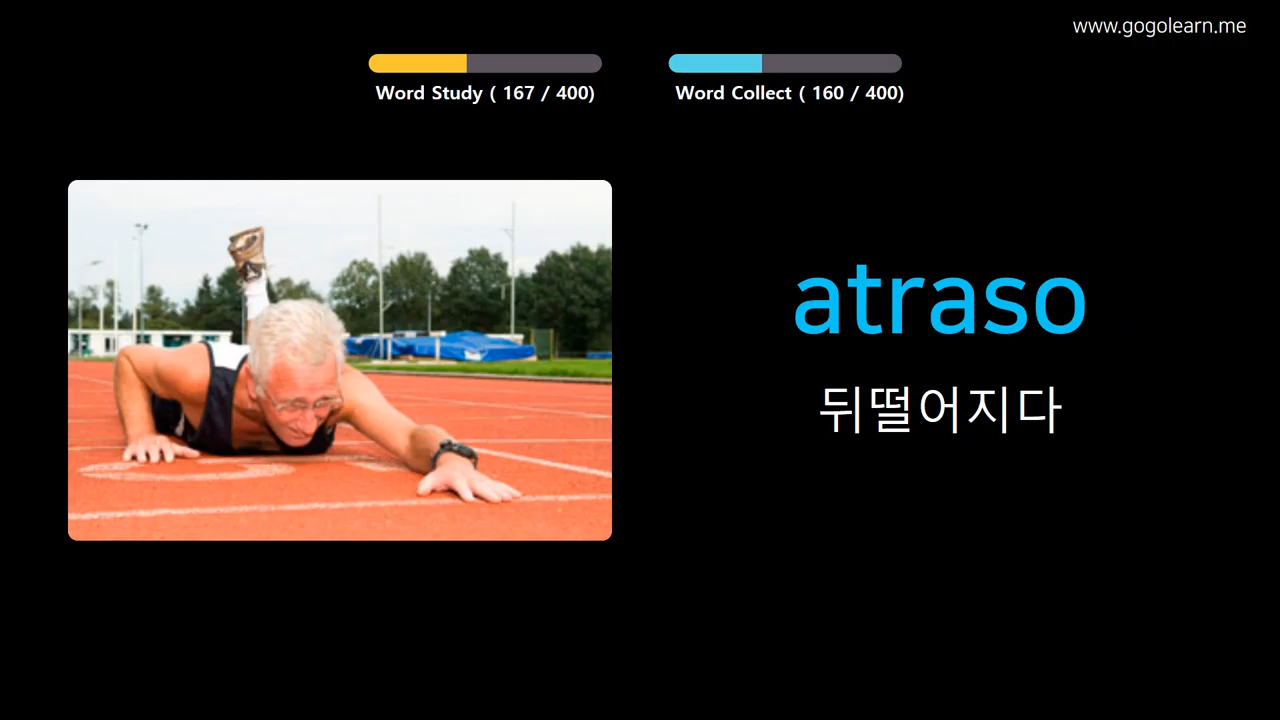 www.gogolearn.me
Word Study ( 167 / 400)
Word Collect ( 160 / 400)
atraso
뒤떨어지다